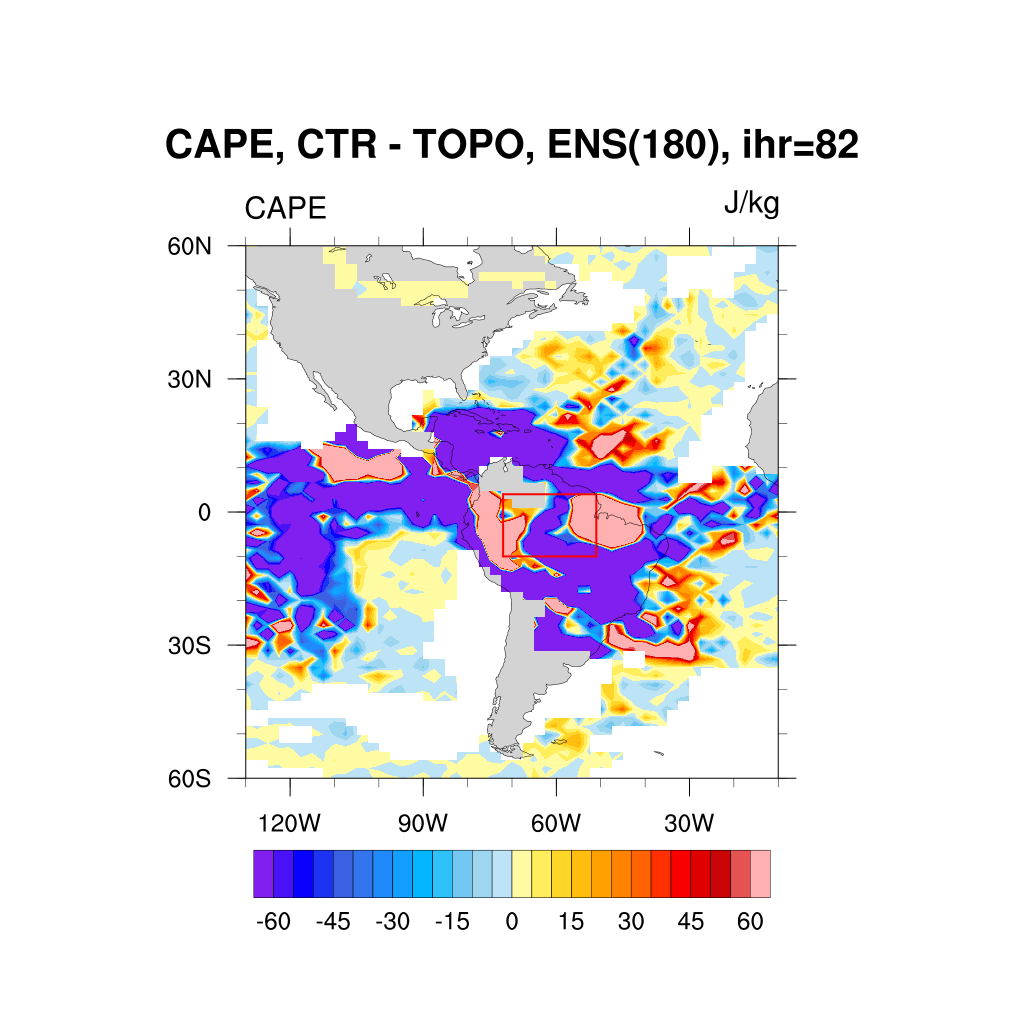 CAPE, CTR - TOPO, ENS(180), ihr=82
CAPE J/kg
60N
30N
0
30S
60S
120W 90W 60W 30W
-60 -45 -30 -15 0 15 30 45 60